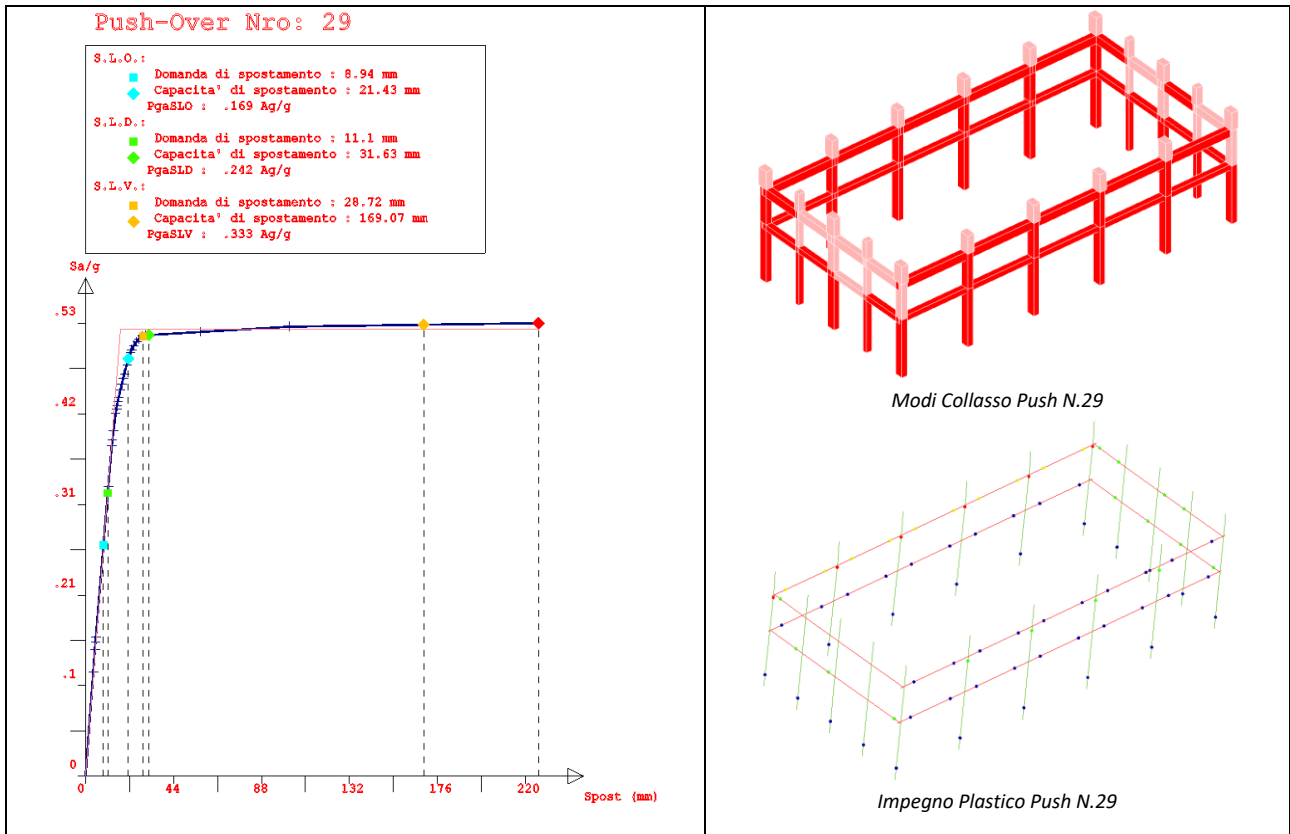 Push-Over Nro: 29
S.L.O.:
Domanda di spostamento : 8.94 mm
Capacita' di spostamento : 21.43 mm
PgaSLO : .169 Ag/g
S.L.D.:
Domanda di spostamento : 11.1 mm
Capacita' di spostamento : 31.63 mm
PgaSLD : .242 Ag/g
S.L.V.:
Domanda di spostamento : 28.72 mm
Capacita' di spostamento : 169.07 mm
PgaSLV : .333 Ag/g
Sa/g
.53
.42
.31
.21
.1
0
0 44 88 132 176 220
Spost (mm)
Modi Collasso Push N.29
Impegno Plastico Push N.29